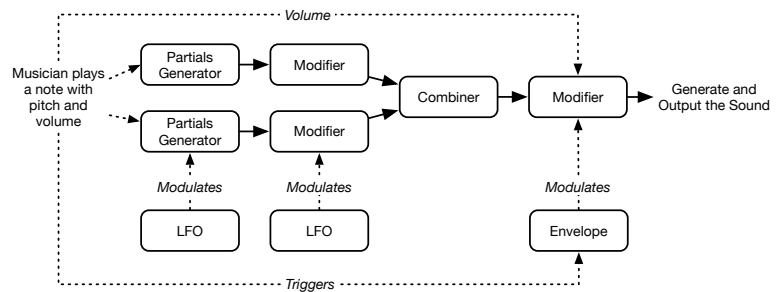 Volume
Musician plays
a note with
pitch and
volume
Partials
Generator
Modifier
Partials
Generator
Modifier
Combiner
Modifier
Generate and
Output the Sound
Modulates
Modulates
Modulates
LFO
LFO
Envelope
Triggers